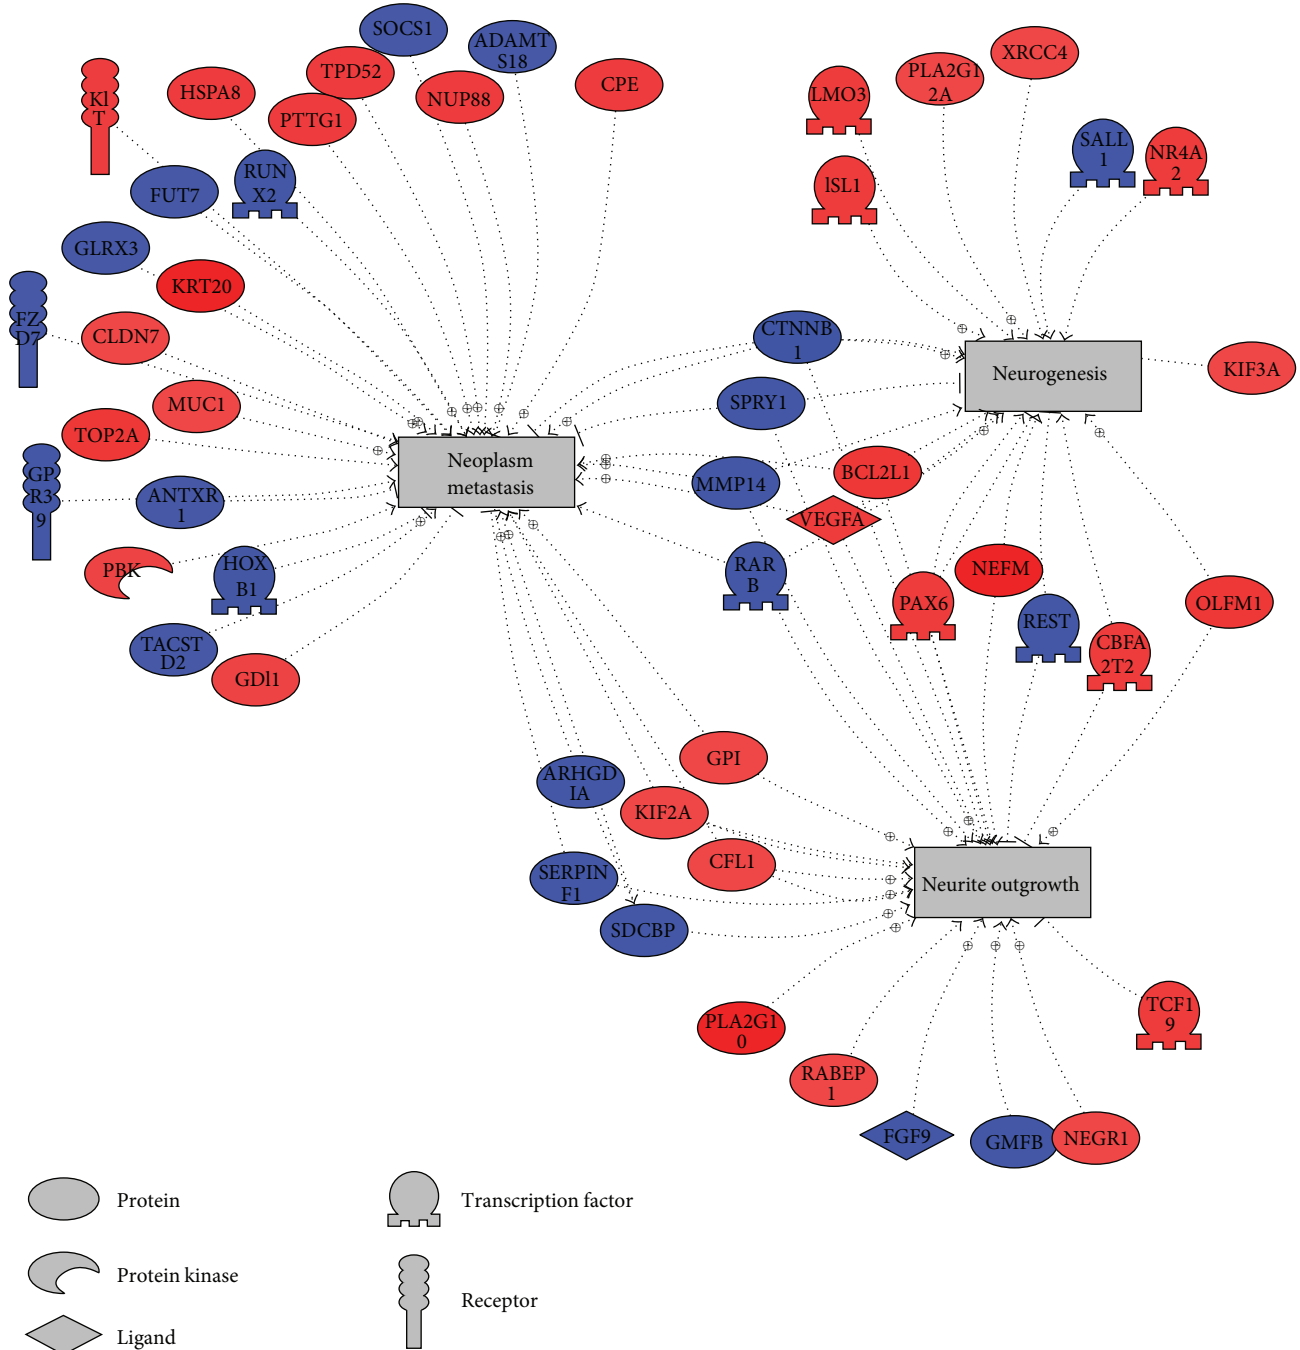 SOCS1
ADAMT
S18
TPD52
HSPA8
NUP88
CPE
PTTG1
KI
T
RUN
X2
FUT7
GLRX3
KRT20
FZ
D7
CLDN7
MUC1
TOP2A
GP
R3
9
ANTXR
1
PBK
HOX
B1
TACST
D2
GDl1
Neoplasm
metastasis
XRCC4
PLA2G1
2A
LMO3
SALL
1
NR4A
2
lSL1
CTNNB
1
Neurogenesis
KIF3A
SPRY1
BCL2L1
MMP14
VEGFA
RAR
B
NEFM
PAX6
REST
CBFA
2T2
OLFM1
GPI
ARHGD
IA
KIF2A
CFL1
SERPIN
F1
SDCBP
Neurite outgrowth
PLA2G1
0
TCF1
9
RABEP
1
FGF9
GMFB
NEGR1
Protein
Transcription factor
Protein kinase
Receptor
Ligand